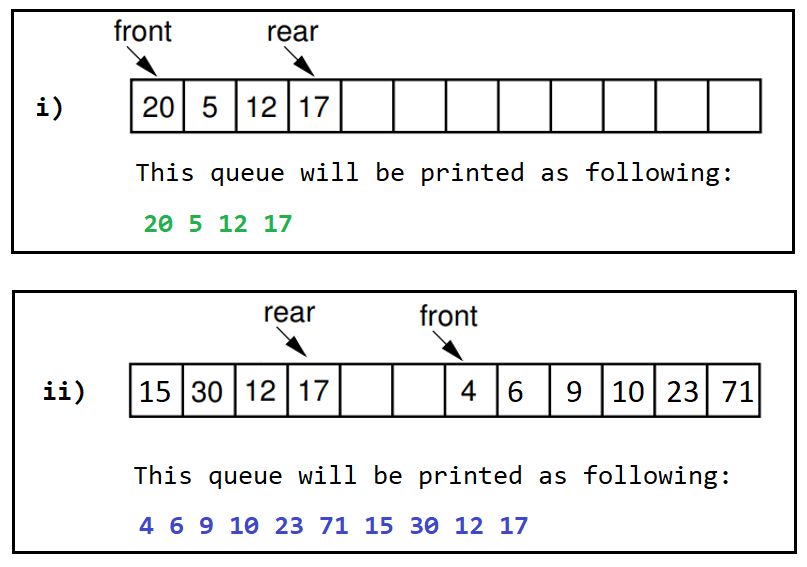 front rear
i) 20 5 12 17
This queue will be printed as following:
20 5 12 17
rear front
ii) 15 30 12 17 4 6 9 10 23 71
This queue will be printed as following:
4 6 9 10 23 71 15 30 12 17